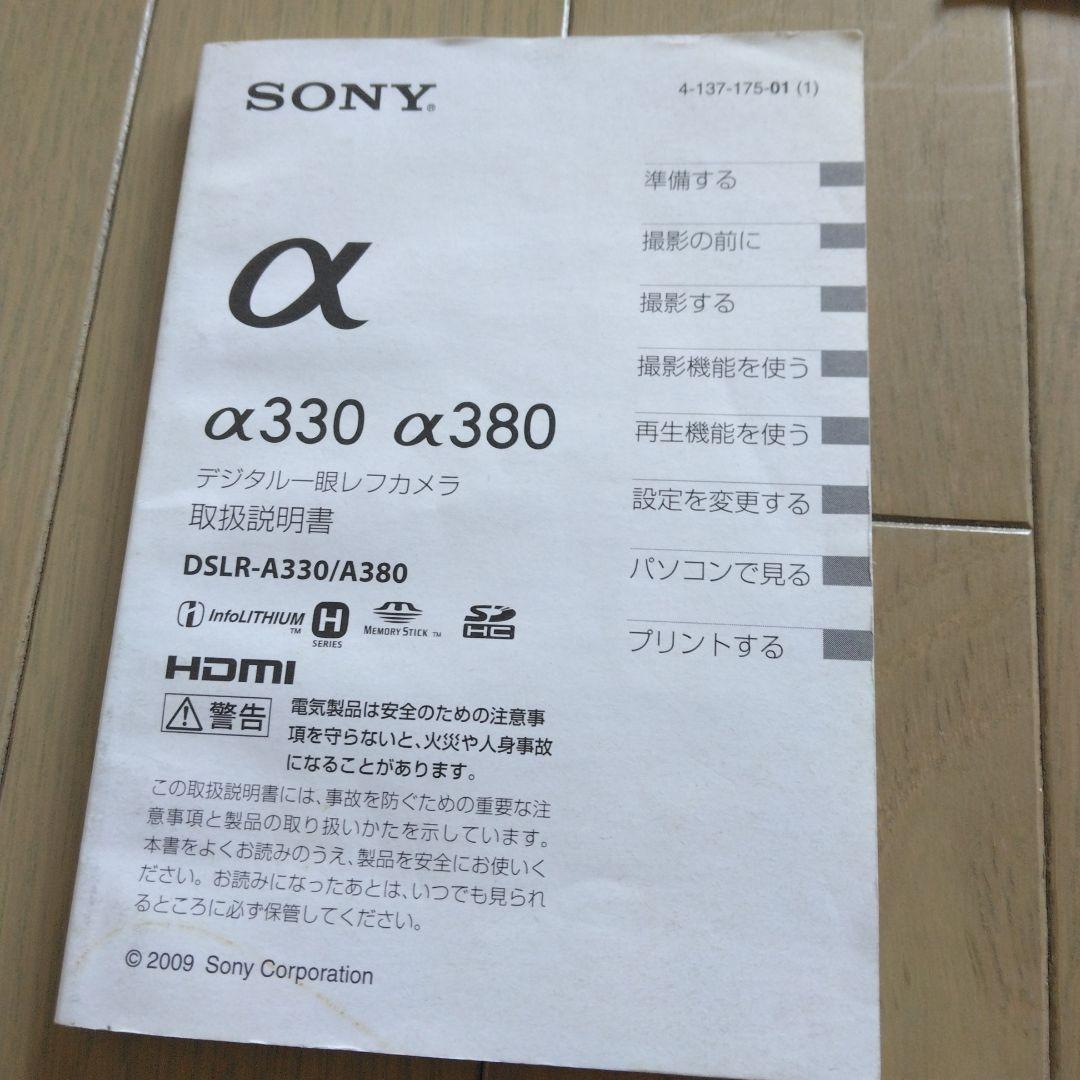 SONY®
4-137-175-01 (1)
準備する
撮影の前に
撮影する
撮影機能を使う
再生機能を使う
設定を変更する
パソコンで見る
プリントする
α
α330 α380
デジタル一眼レフカメラ
取扱説明書
DSLR-A330/A380
InfoLITHIUM TM H SERIES MEMORY STICK TM SD HC
HDMI
警告
電気製品は安全のための注意事
項を守らないと、火災や人身事故
になることがあります。
この取扱説明書には、事故を防ぐための重要な注
意事項と製品の取り扱いかたを示しています。
本書をよくお読みのうえ、製品を安全にお使いく
ださい。お読みになったあとは、いつでも見られ
るところに必ず保管してください。
© 2009 Sony Corporation